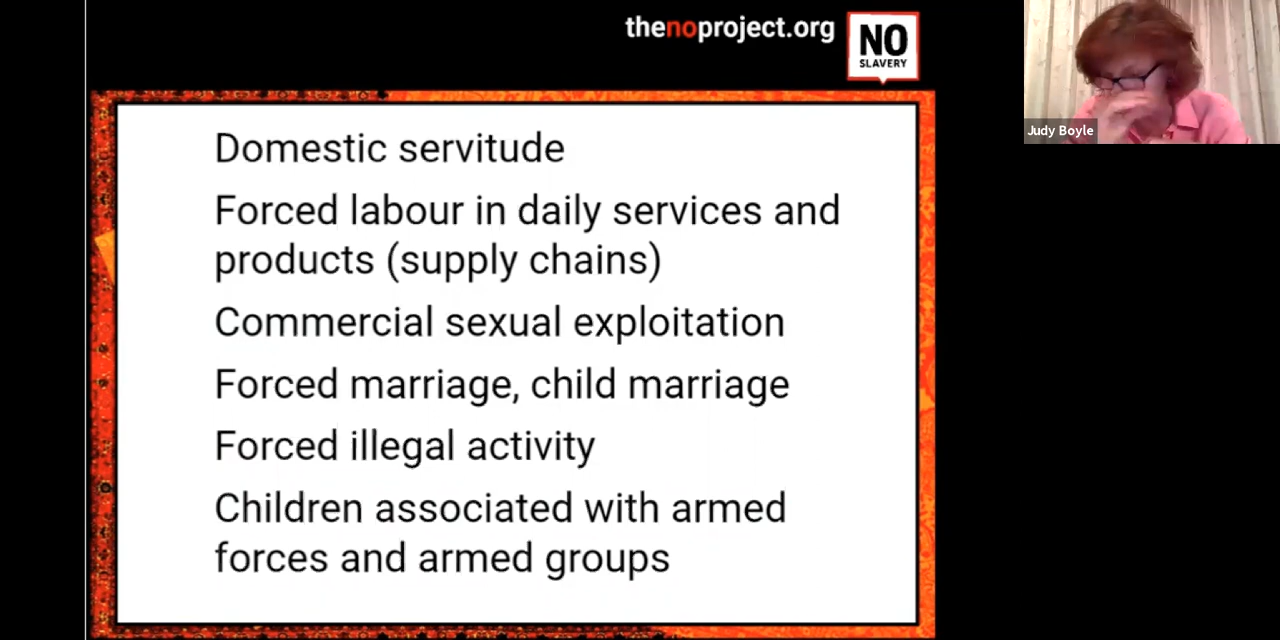 thenoproject.org
NO
SLAVERY
Judy Boyle
Domestic servitude
Forced labour in daily services and
products (supply chains)
Commercial sexual exploitation
Forced marriage, child marriage
Forced illegal activity
Children associated with armed
forces and armed groups